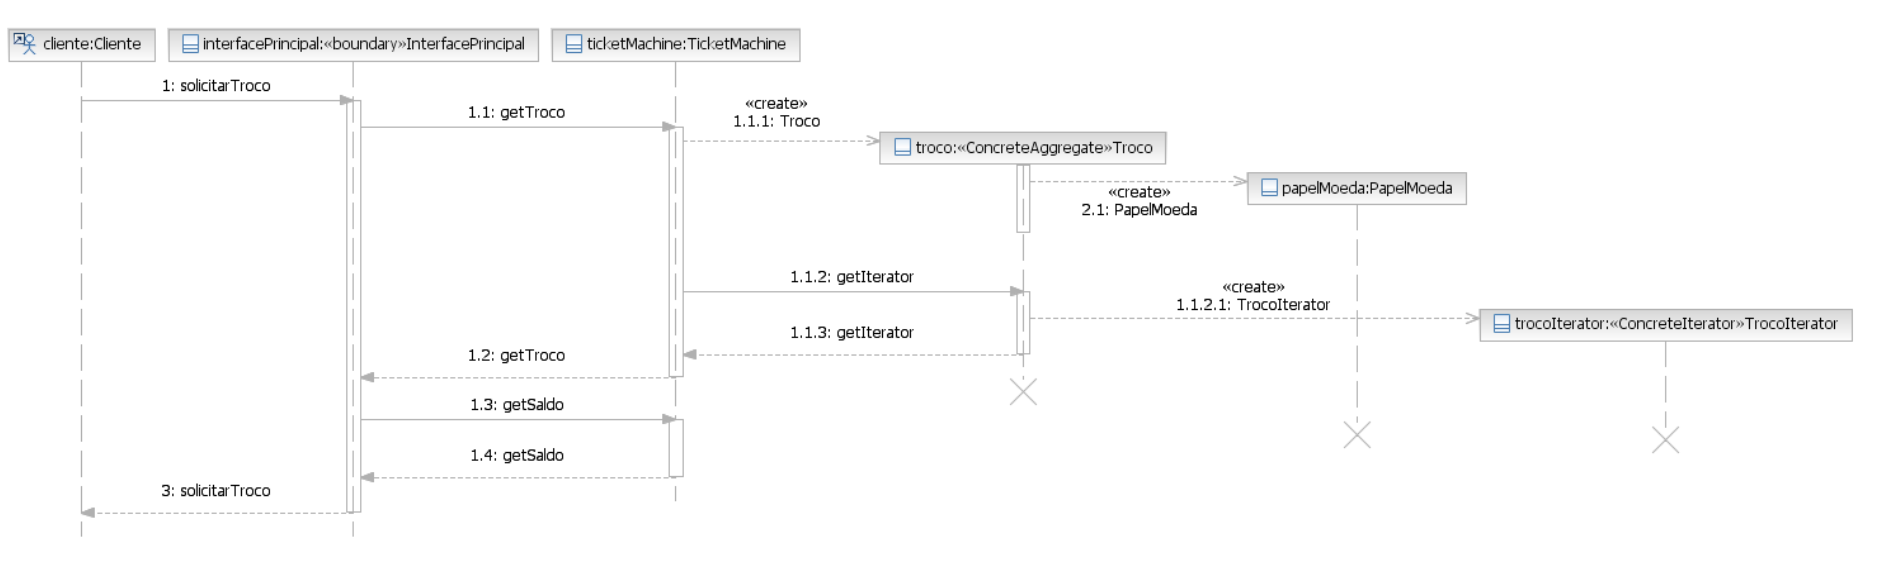 cliente:Cliente
interfacePrincipal:«boundary»InterfacePrincipal
ticketMachine:TicketMachine
1: solicitarTroco
1.1: getTroco
«create»
1.1.1: Troco
troco:«ConcreteAggregate»Troco
«create»
2.1: PapelMoeda
papelMoeda:PapelMoeda
1.1.2: getIterator
«create»
1.1.2.1: TrocoIterator
trocoIterator:«ConcreteIterator»TrocoIterator
1.1.3: getIterator
1.2: getTroco
1.3: getSaldo
1.4: getSaldo
3: solicitarTroco